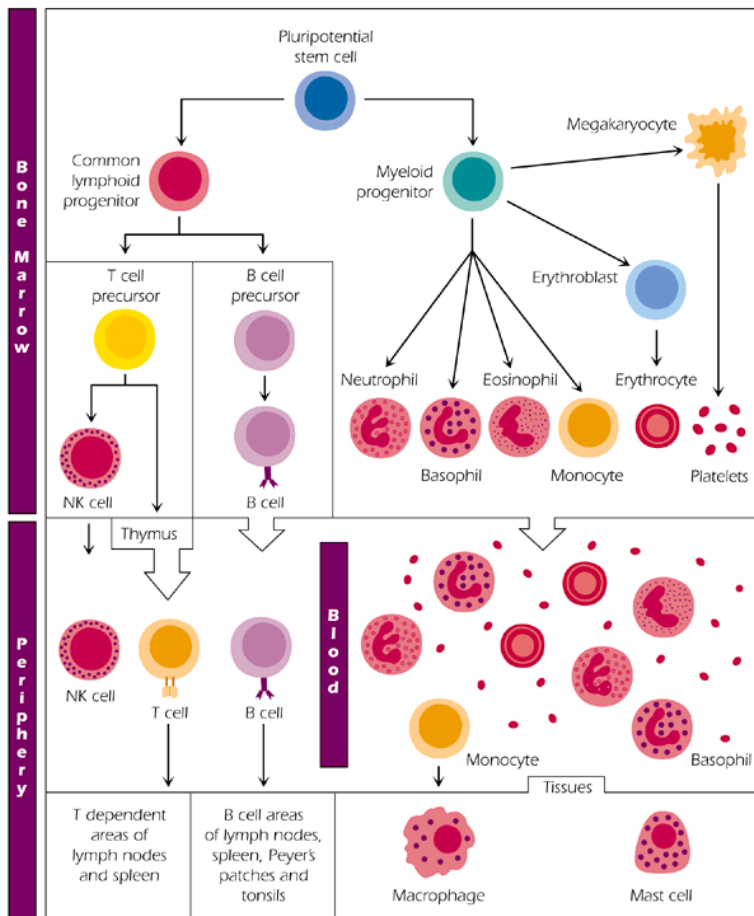 Bone Marrow
Pluripotential
stem cell
Common
lymphoid
progenitor
Myeloid
progenitor
Megakaryocyte
T cell
precursor
B cell
precursor
Erythroblast
Neutrophil
Eosinophil
Erythrocyte
Basophil
Monocyte
Platelets
NK cell
B cell
Thymus
Periphery
Blood
NK cell
T cell
B cell
Monocyte
Basophil
Tissues
T dependent
areas of
lymph nodes
and spleen
B cell areas
of lymph nodes,
spleen, Peyer's
patches and
tonsils
Macrophage
Mast cell